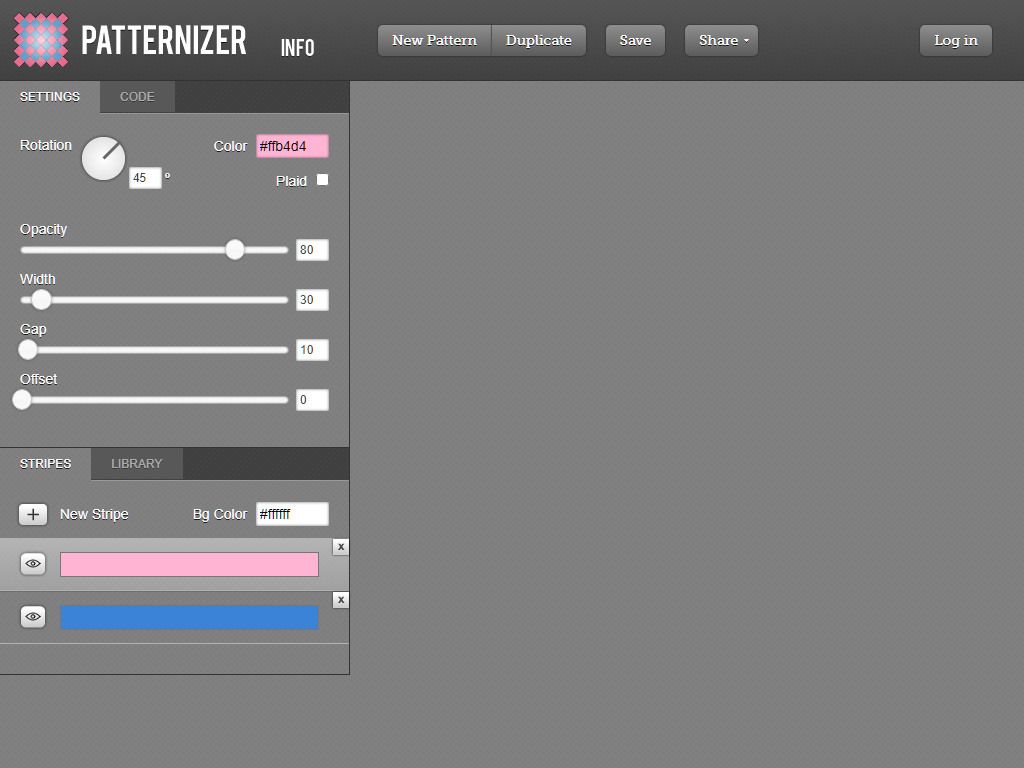 PATTERNIZER
INFO
New Pattern
Duplicate
Save
Share
Log in
SETTINGS
CODE
Rotation
45 º
Color
#ffb4d4
Plaid
Opacity
80
Width
30
Gap
10
Offset
0
STRIPES
LIBRARY
+
New Stripe
Bg Color
#ffffff
x
x